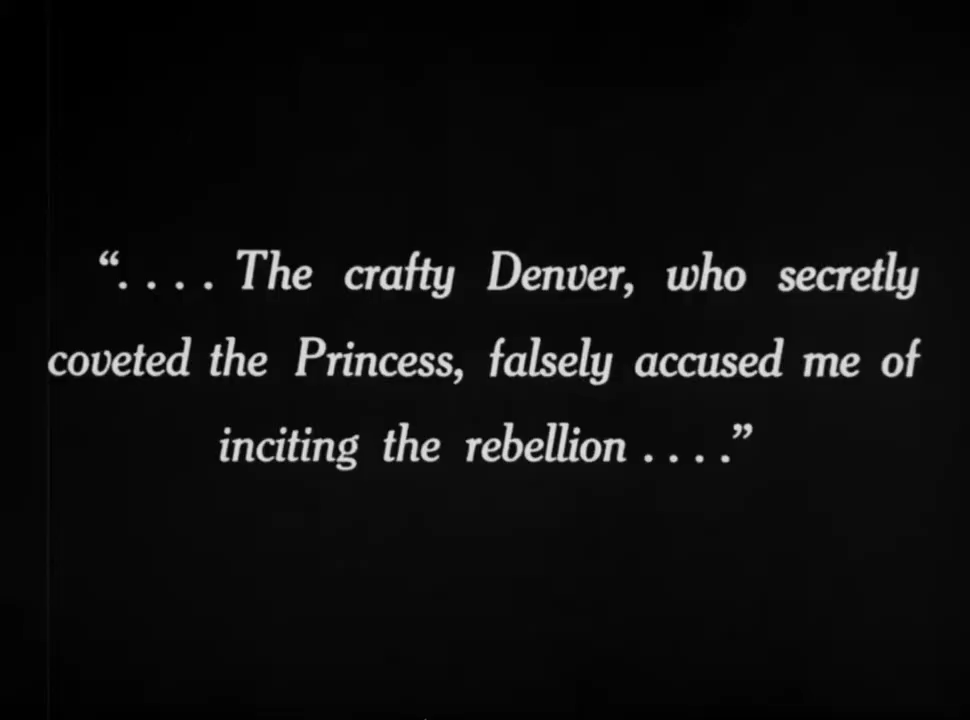 “. . . . The crafty Denver, who secretly
coveted the Princess, falsely accused me of
inciting the rebellion . . . .”